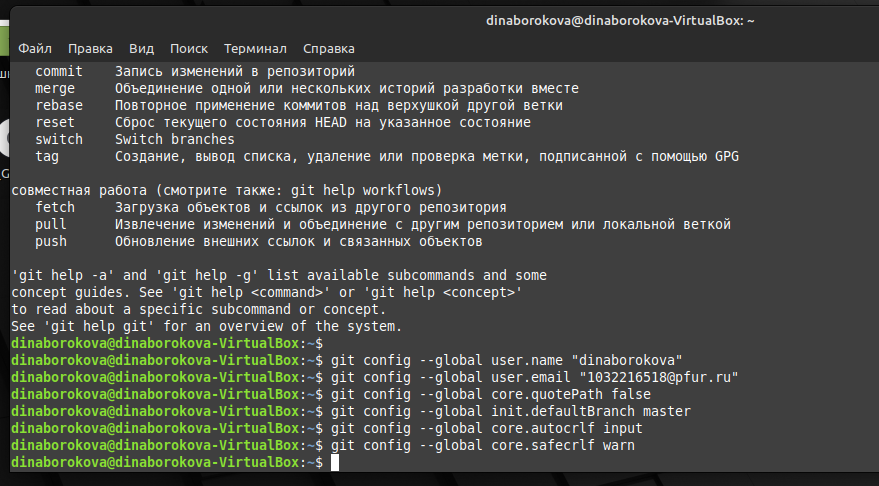 dinaborokova@dinaborokova-VirtualBox: ~
Файл Правка Вид Поиск Терминал Справка
commit Запись изменений в репозиторий
merge Объединение одной или нескольких историй разработки вместе
rebase Повторное применение коммитов над верхушкой другой ветки
reset Сброс текущего состояния HEAD на указанное состояние
switch Switch branches
tag Создание, вывод списка, удаление или проверка метки, подписанной с помощью GPG
совместная работа (смотрите также: git help workflows)
fetch Загрузка объектов и ссылок из другого репозитория
pull Извлечение изменений и объединение с другим репозиторием или локальной веткой
push Обновление внешних ссылок и связанных объектов
'git help -a' and 'git help -g' list available subcommands and some
concept guides. See 'git help <command>' or 'git help <concept>'
to read about a specific subcommand or concept.
See 'git help git' for an overview of the system.
dinaborokova@dinaborokova-VirtualBox:~$
dinaborokova@dinaborokova-VirtualBox:~$ git config --global user.name "dinaborokova"
dinaborokova@dinaborokova-VirtualBox:~$ git config --global user.email "1032216518@pfur.ru"
dinaborokova@dinaborokova-VirtualBox:~$ git config --global core.quotePath false
dinaborokova@dinaborokova-VirtualBox:~$ git config --global init.defaultBranch master
dinaborokova@dinaborokova-VirtualBox:~$ git config --global core.autocrlf input
dinaborokova@dinaborokova-VirtualBox:~$ git config --global core.safecrlf warn
dinaborokova@dinaborokova-VirtualBox:~$